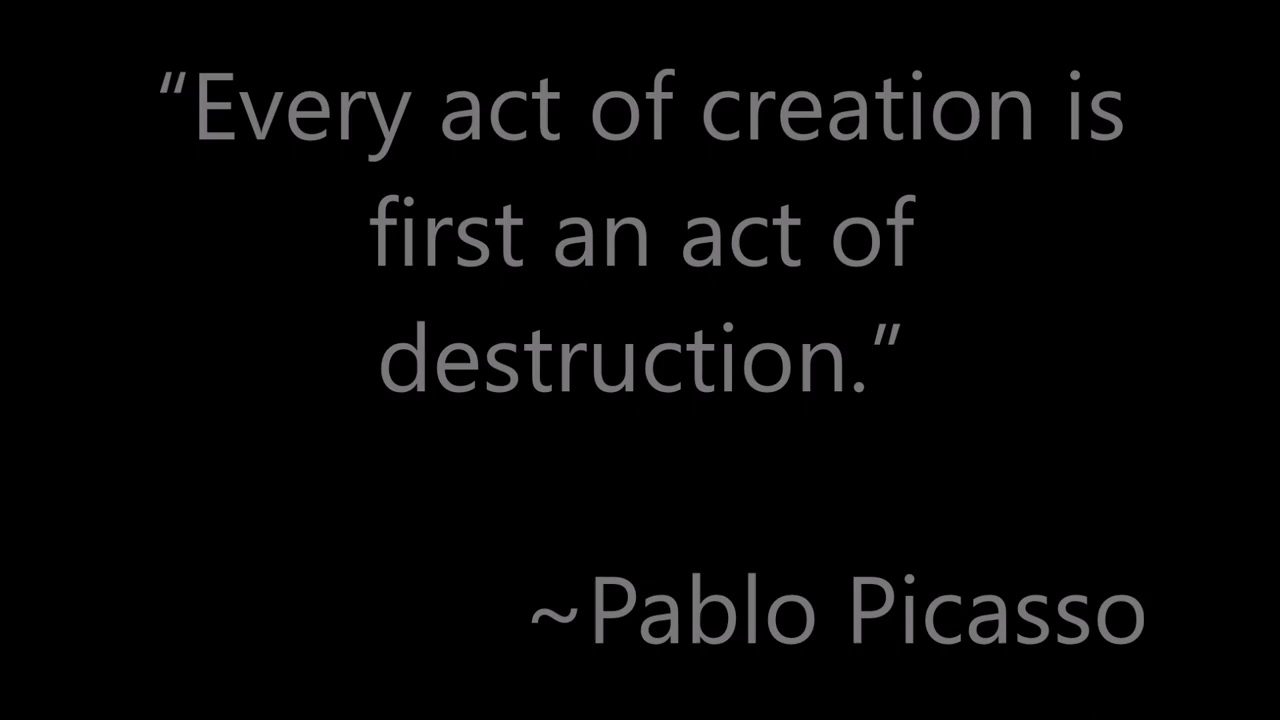 “Every act of creation is
first an act of
destruction.”
~Pablo Picasso